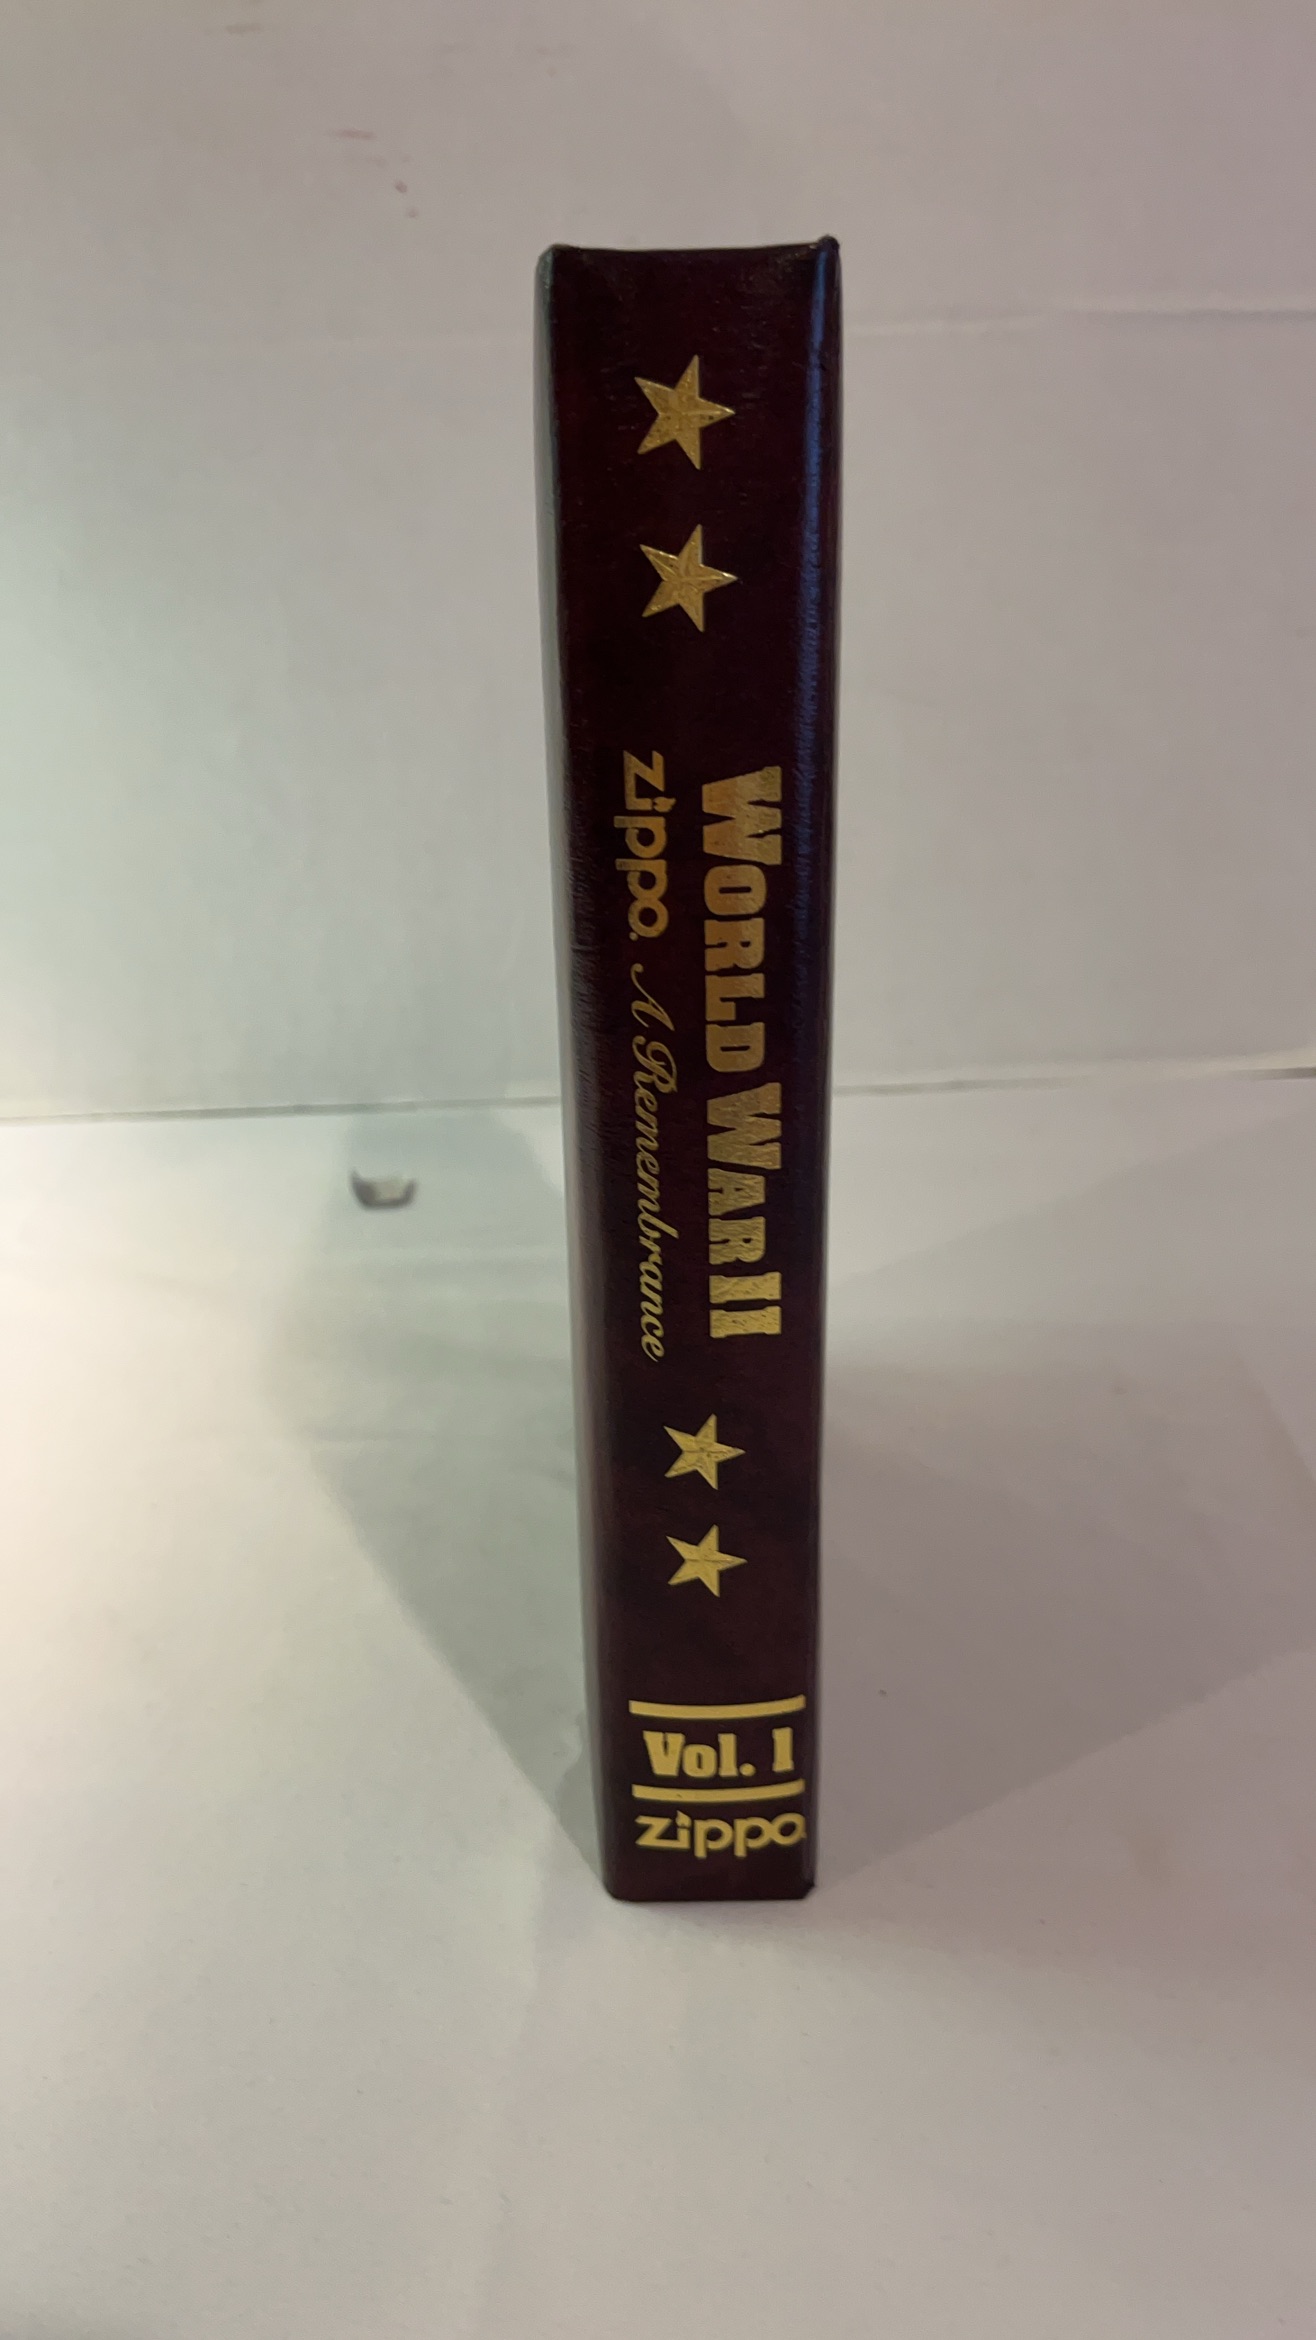 WORLD WAR II
Zippo. A Remembrance
Vol. 1
Zippo